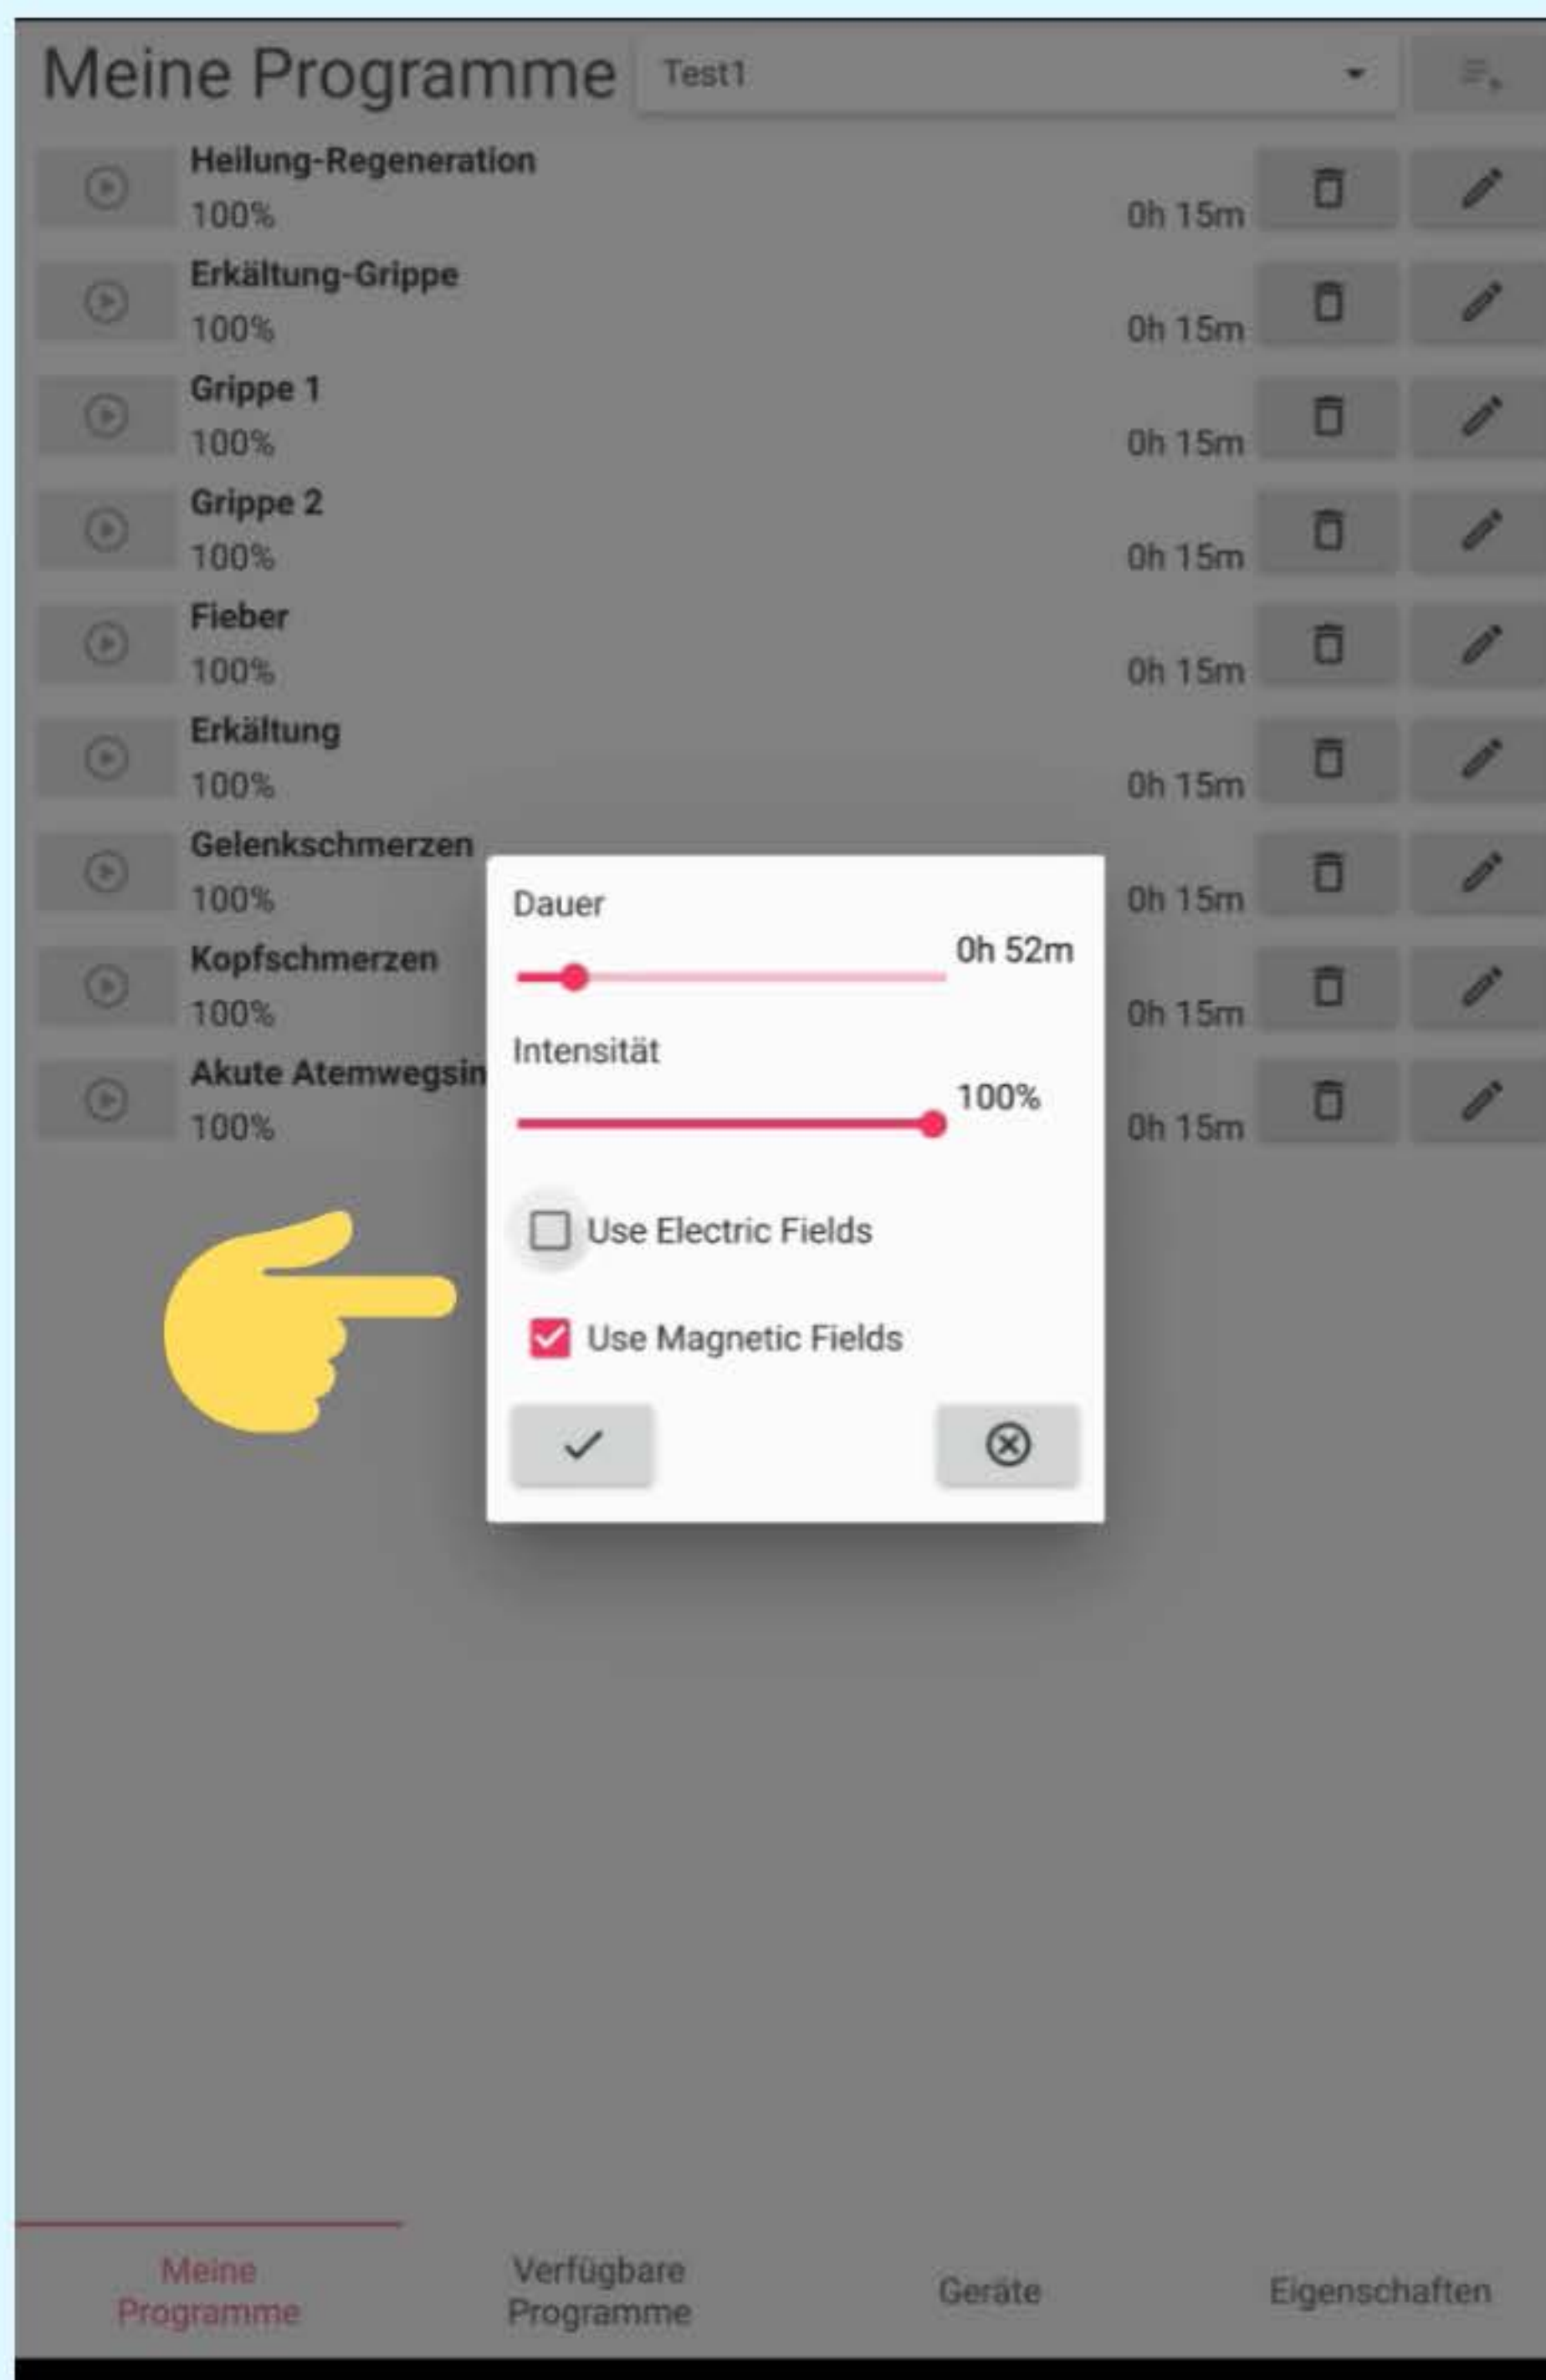 Meine Programme Test1
Heilung-Regeneration
100% 0h 15m
Erkältung-Grippe
100% 0h 15m
Grippe 1
100% 0h 15m
Grippe 2
100% 0h 15m
Fieber
100% 0h 15m
Erkältung
100% 0h 15m
Gelenkschmerzen
100% 0h 15m
Kopfschmerzen
100% 0h 15m
Akute Atemwegsin
100% 0h 15m
Dauer
0h 52m
Intensität
100%
Use Electric Fields
Use Magnetic Fields
Meine Programme
Verfügbare Programme
Geräte
Eigenschaften